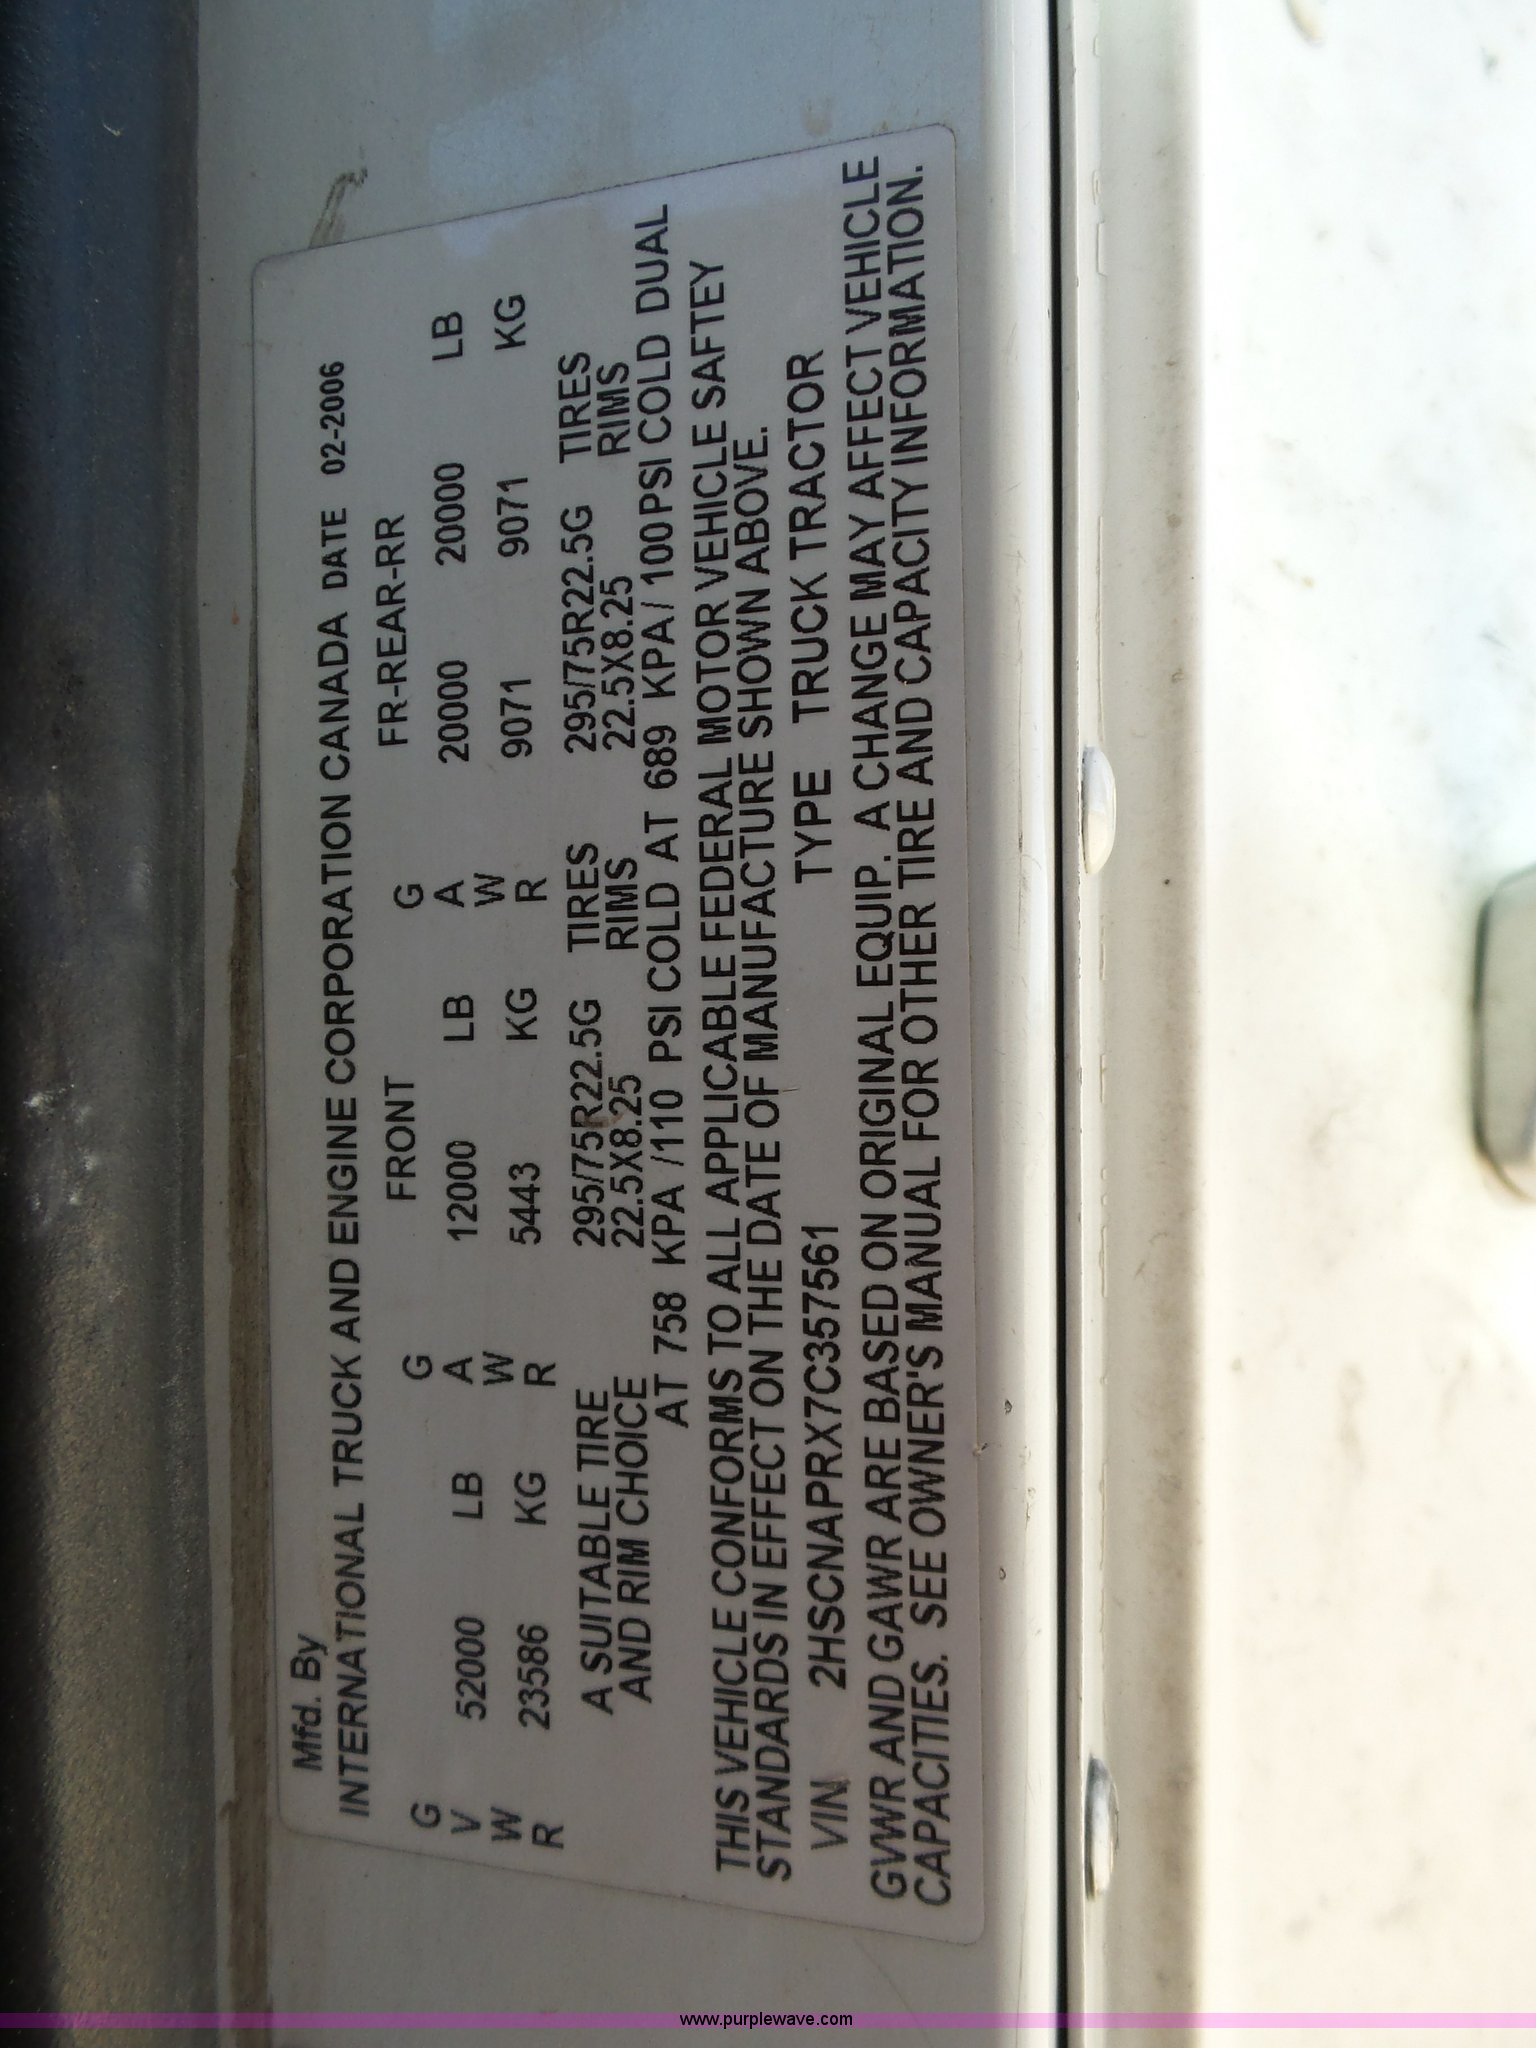 Mfd. By
INTERNATIONAL TRUCK AND ENGINE CORPORATION CANADA DATE 02-2006
FRONT FR-REAR-RR
G G G
V 52000 LB A 12000 LB A 20000 20000 LB
W 23586 KG W 5443 KG W 9071 9071 KG
R R R
A SUITABLE TIRE 295/75R22.5G TIRES 295/75R22.5G TIRES
AND RIM CHOICE 22.5X8.25 RIMS 22.5X8.25 RIMS
AT 758 KPA /110 PSI COLD AT 689 KPA / 100PSI COLD DUAL
THIS VEHICLE CONFORMS TO ALL APPLICABLE FEDERAL MOTOR VEHICLE SAFTEY
STANDARDS IN EFFECT ON THE DATE OF MANUFACTURE SHOWN ABOVE.
VIN 2HSCNAPRX7C357561 TYPE TRUCK TRACTOR
GVWR AND GAWR ARE BASED ON ORIGINAL EQUIP. A CHANGE MAY AFFECT VEHICLE
CAPACITIES. SEE OWNER'S MANUAL FOR OTHER TIRE AND CAPACITY INFORMATION.
www.purplewave.com